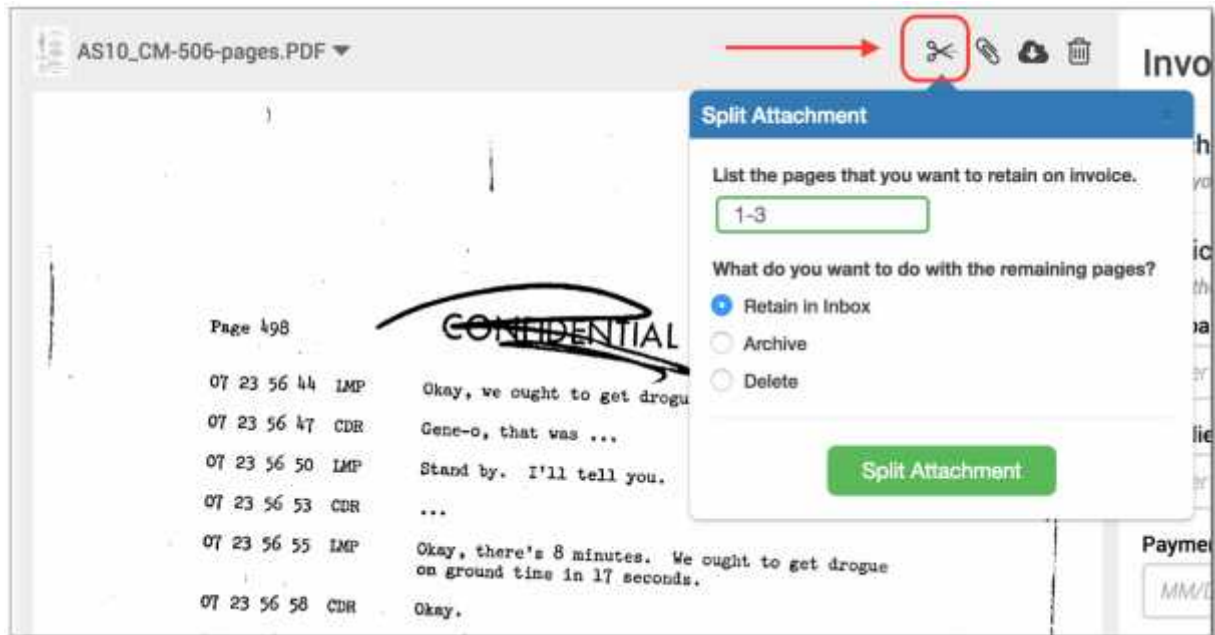 AS10_CM-506-pages.PDF
Split Attachment
List the pages that you want to retain on invoice.
1-3
What do you want to do with the remaining pages?
Retain in Inbox
Archive
Delete
Split Attachment
Page 498
CONFIDENTIAL
07 23 56 44 LMP Okay, we ought to get drogu
07 23 56 47 CDR Gene-o, that was ...
07 23 56 50 LMP Stand by. I'll tell you.
07 23 56 53 CDR ...
07 23 56 55 LMP Okay, there's 8 minutes. We ought to get drogue
on ground time in 17 seconds.
07 23 56 58 CDR Okay.
Invo
Payme
MM/D